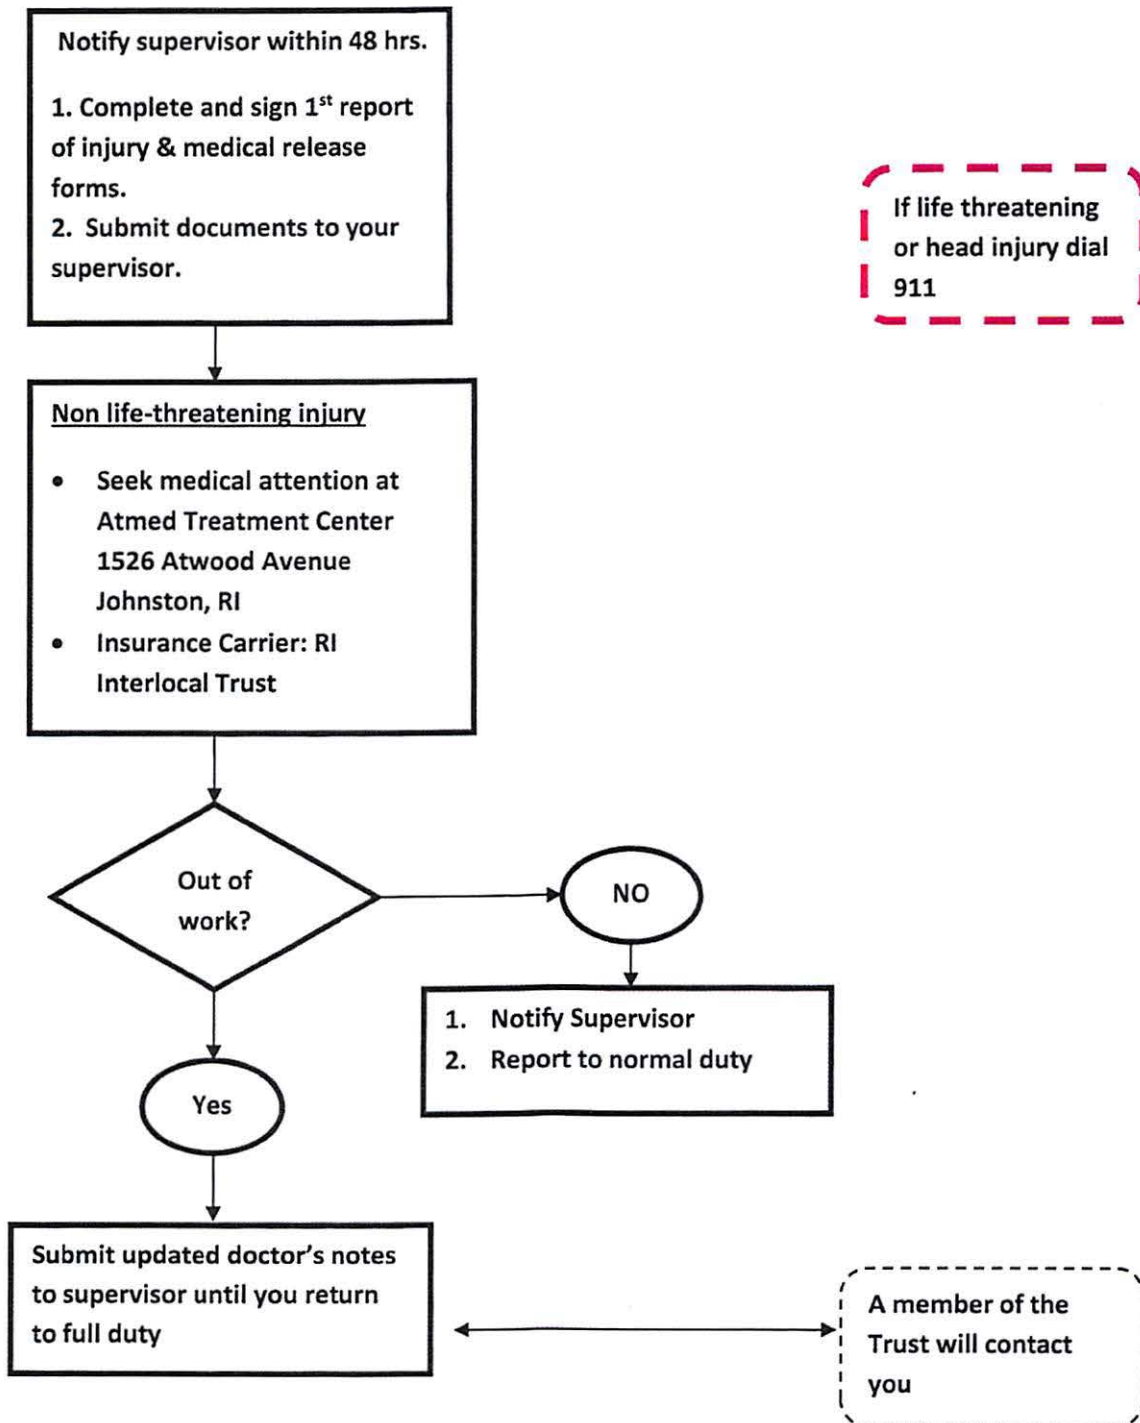 Notify supervisor within 48 hrs.
1. Complete and sign 1st report
of injury & medical release
forms.
2. Submit documents to your
supervisor.
If life threatening
or head injury dial
911
Non life-threatening injury
• Seek medical attention at
Atmed Treatment Center
1526 Atwood Avenue
Johnston, RI
• Insurance Carrier: RI
Interlocal Trust
Out of
work?
NO
1. Notify Supervisor
2. Report to normal duty
Yes
Submit updated doctor's notes
to supervisor until you return
to full duty
A member of the
Trust will contact
you